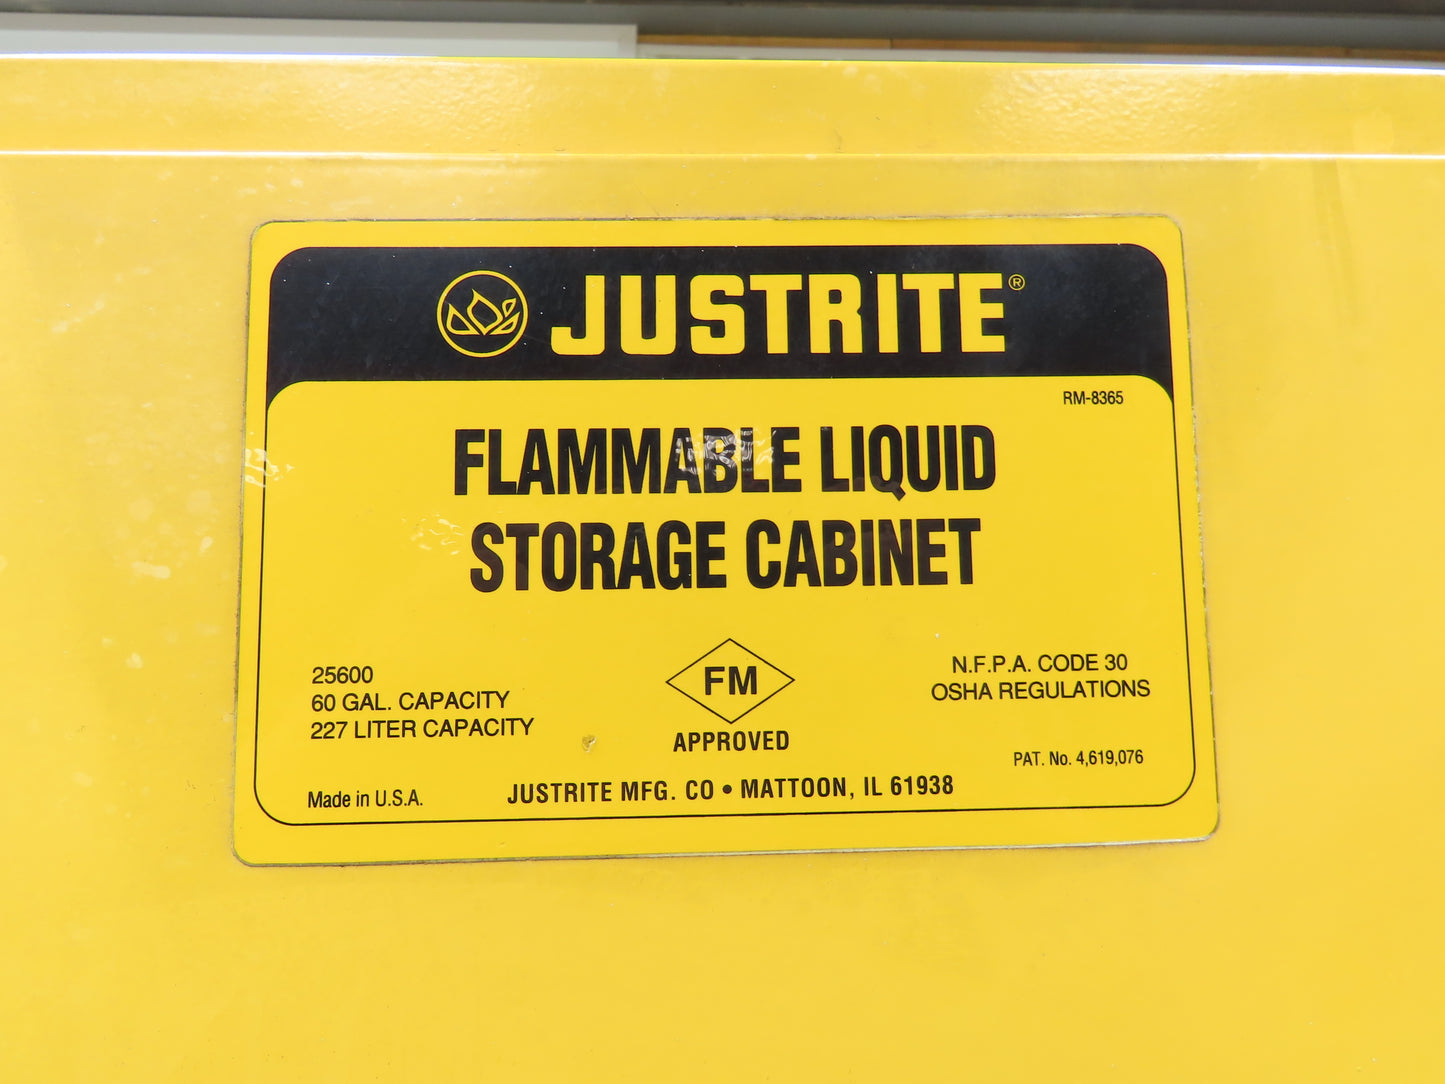 JUSTRITE®
RM-8365
FLAMMABLE LIQUID
STORAGE CABINET
25600
60 GAL. CAPACITY
227 LITER CAPACITY
FM
APPROVED
N.F.P.A. CODE 30
OSHA REGULATIONS
PAT. No. 4,619,076
Made in U.S.A.
JUSTRITE MFG. CO • MATTOON, IL 61938